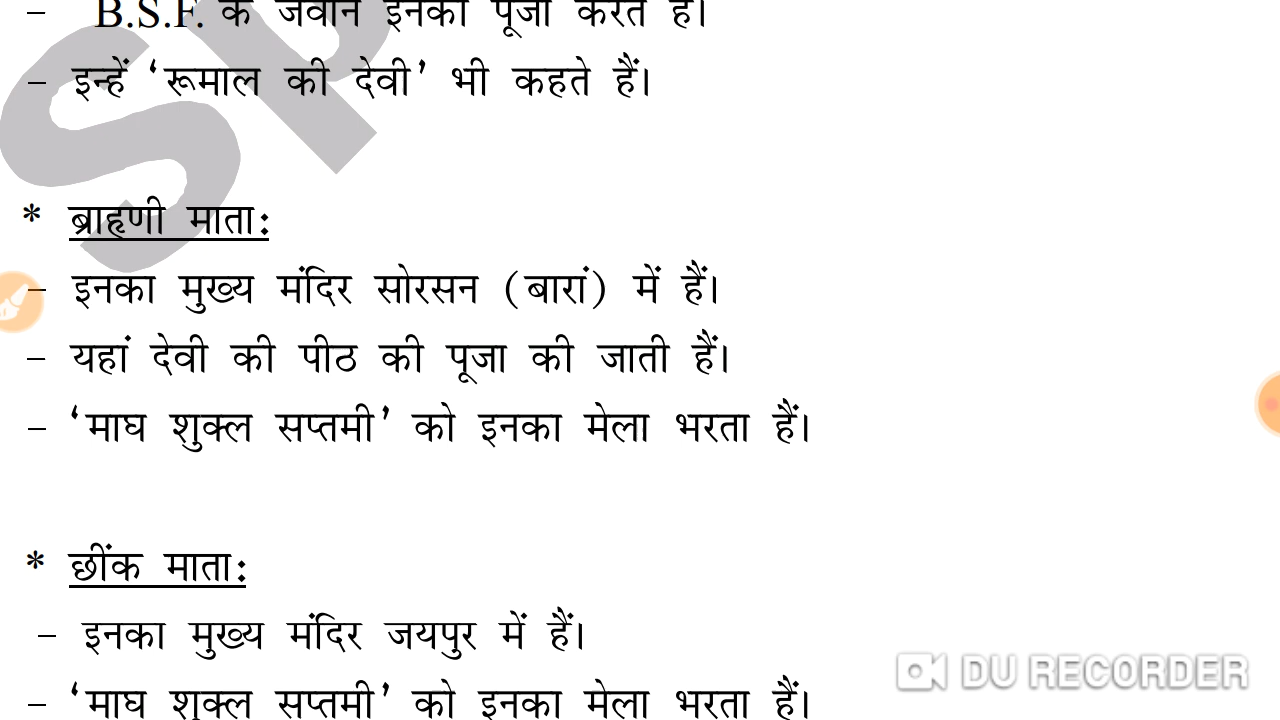 - B.S.F. के जवान इनकी पूजा करते हैं।
- इन्हें ‘रूमाल की देवी’ भी कहते हैं।
* ब्राहृणी माताः
- इनका मुख्य मंदिर सोरसन (बारां) में हैं।
- यहां देवी की पीठ की पूजा की जाती हैं।
- ‘माघ शुक्ल सप्तमी’ को इनका मेला भरता हैं।
* छींक माताः
- इनका मुख्य मंदिर जयपुर में हैं।
- ‘माघ शुक्ल सप्तमी’ को इनका मेला भरता हैं।
DU RECORDER